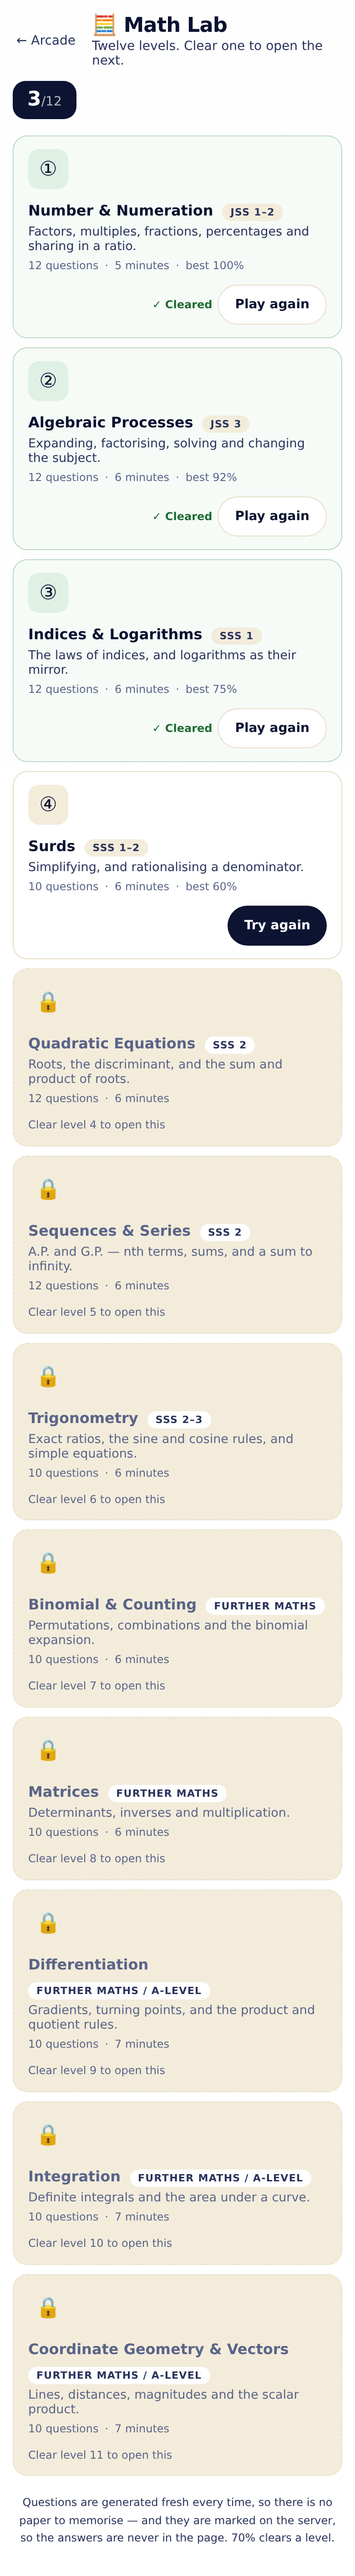 ← Arcade
🧮 Math Lab
Twelve levels. Clear one to open the
next.
3/12
①
Number & Numeration JSS 1–2
Factors, multiples, fractions, percentages and
sharing in a ratio.
12 questions · 5 minutes · best 100%
✓ Cleared Play again
②
Algebraic Processes JSS 3
Expanding, factorising, solving and changing
the subject.
12 questions · 6 minutes · best 92%
✓ Cleared Play again
③
Indices & Logarithms SSS 1
The laws of indices, and logarithms as their
mirror.
12 questions · 6 minutes · best 75%
✓ Cleared Play again
④
Surds SSS 1–2
Simplifying, and rationalising a denominator.
10 questions · 6 minutes · best 60%
Try again
🔒
Quadratic Equations SSS 2
Roots, the discriminant, and the sum and
product of roots.
12 questions · 6 minutes
Clear level 4 to open this
🔒
Sequences & Series SSS 2
A.P. and G.P. — nth terms, sums, and a sum to
infinity.
12 questions · 6 minutes
Clear level 5 to open this
🔒
Trigonometry SSS 2–3
Exact ratios, the sine and cosine rules, and
simple equations.
10 questions · 6 minutes
Clear level 6 to open this
🔒
Binomial & Counting FURTHER MATHS
Permutations, combinations and the binomial
expansion.
10 questions · 6 minutes
Clear level 7 to open this
🔒
Matrices FURTHER MATHS
Determinants, inverses and multiplication.
10 questions · 6 minutes
Clear level 8 to open this
🔒
Differentiation
FURTHER MATHS / A-LEVEL
Gradients, turning points, and the product and
quotient rules.
10 questions · 7 minutes
Clear level 9 to open this
🔒
Integration FURTHER MATHS / A-LEVEL
Definite integrals and the area under a curve.
10 questions · 7 minutes
Clear level 10 to open this
🔒
Coordinate Geometry & Vectors
FURTHER MATHS / A-LEVEL
Lines, distances, magnitudes and the scalar
product.
10 questions · 7 minutes
Clear level 11 to open this
Questions are generated fresh every time, so there is no
paper to memorise — and they are marked on the server,
so the answers are never in the page. 70% clears a level.